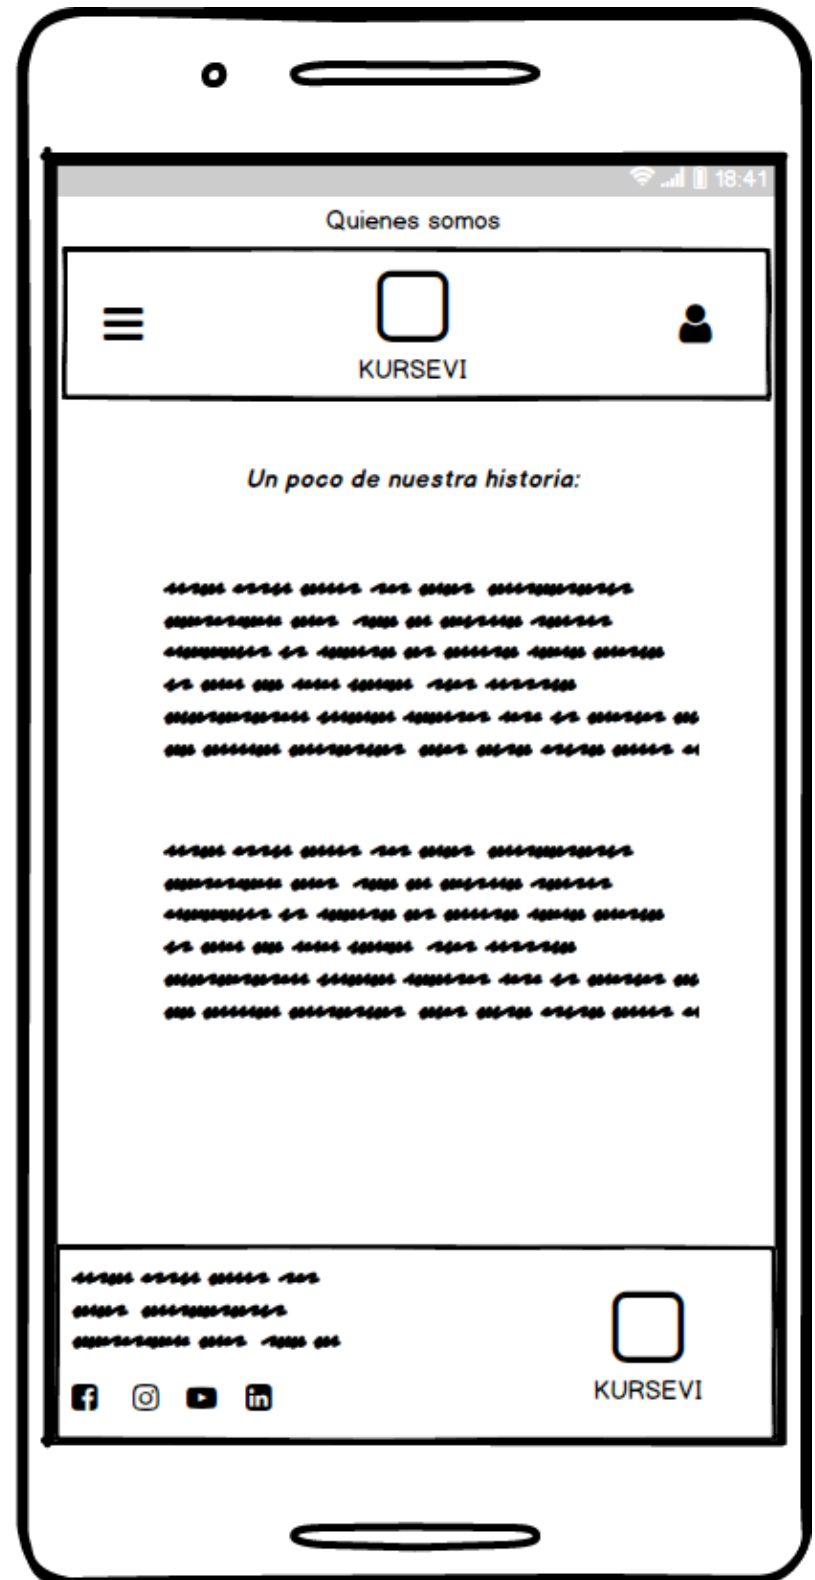 18:41
Quienes somos
KURSEVI
Un poco de nuestra historia:
KURSEVI